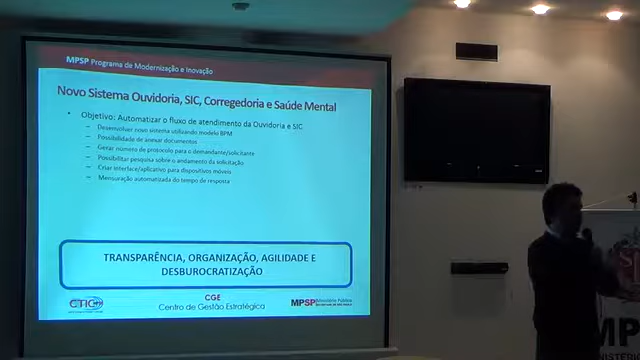 MPSP Programa de Modernização e Inovação
Novo Sistema Ouvidoria, SIC, Corregedoria e Saúde Mental
• Objetivo: Automatizar o fluxo de atendimento da Ouvidoria e SIC
– Desenvolver novo sistema utilizando modelo BPM
– Possibilidade de anexar documentos
– Gerar número de protocolo para o demandante/solicitante
– Possibilitar pesquisa sobre o andamento da solicitação
– Criar interface/aplicativo para dispositivos móveis
– Mensuração automatizada do tempo de resposta
TRANSPARÊNCIA, ORGANIZAÇÃO, AGILIDADE E
DESBUROCRATIZAÇÃO
CTIC
CGE
Centro de Gestão Estratégica
MPSP Ministério Público
MP